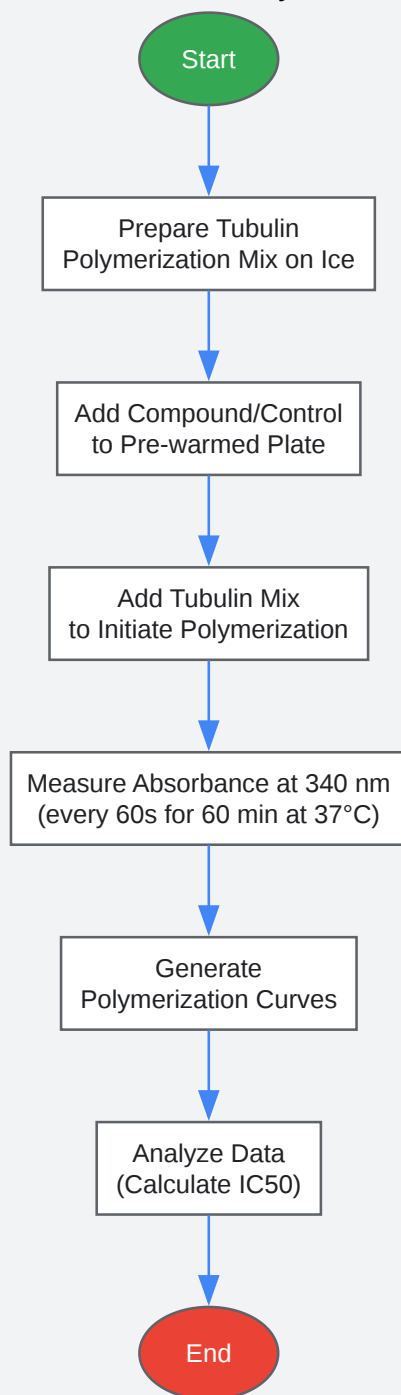 Start
Prepare Tubulin
Polymerization Mix on Ice
Add Compound/Control
to Pre-warmed Plate
Add Tubulin Mix
to Initiate Polymerization
Measure Absorbance at 340 nm
(every 60s for 60 min at 37°C)
Generate
Polymerization Curves
Analyze Data
(Calculate IC50)
End